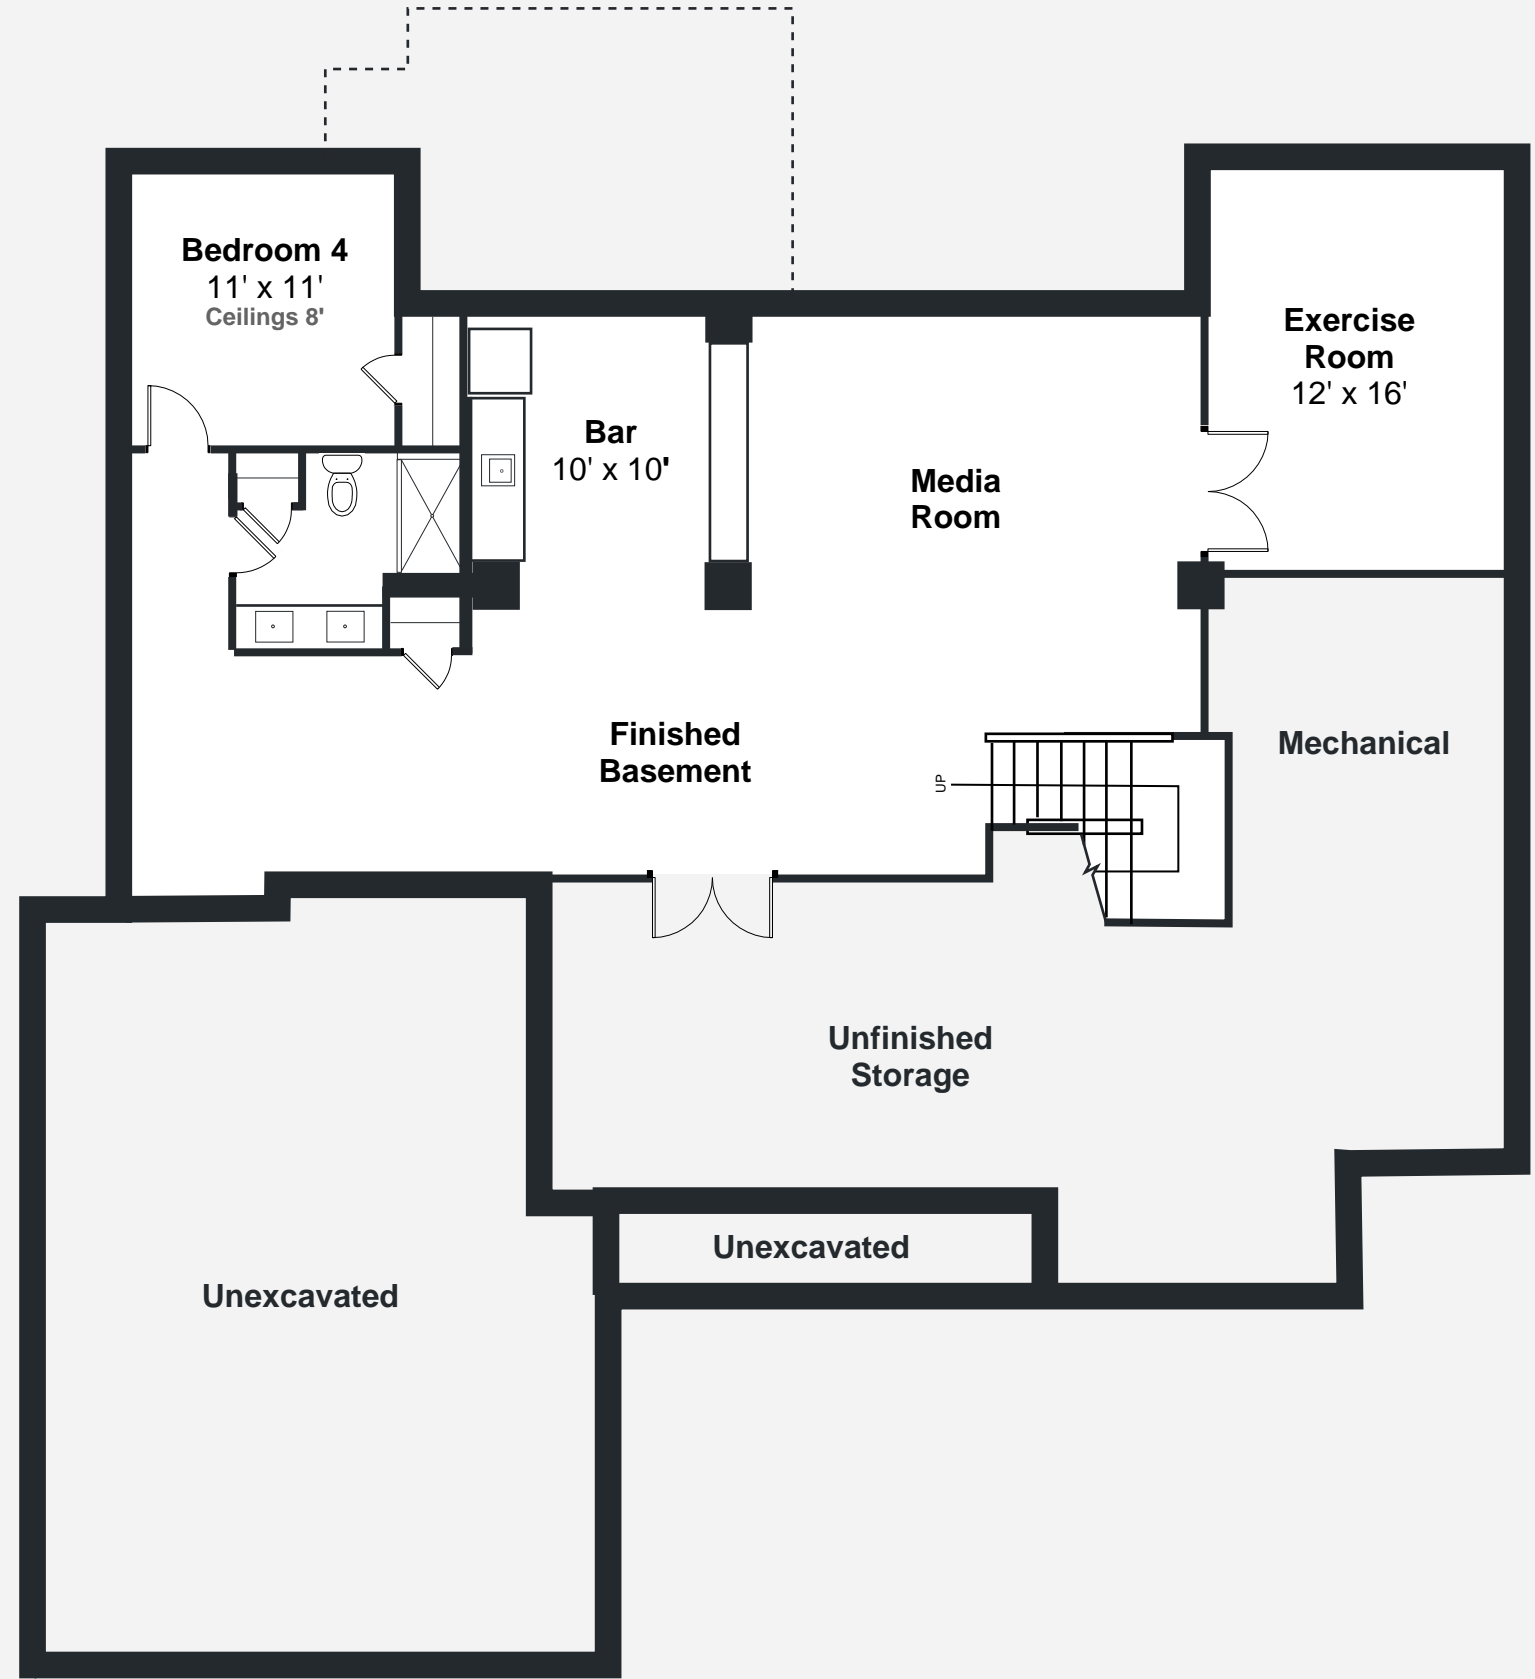 Bedroom 4
11' x 11'
Ceilings 8'
Exercise
Room
12' x 16'
Bar
10' x 10'
Media
Room
Finished
Basement
Mechanical
UP
Unfinished
Storage
Unexcavated
Unexcavated